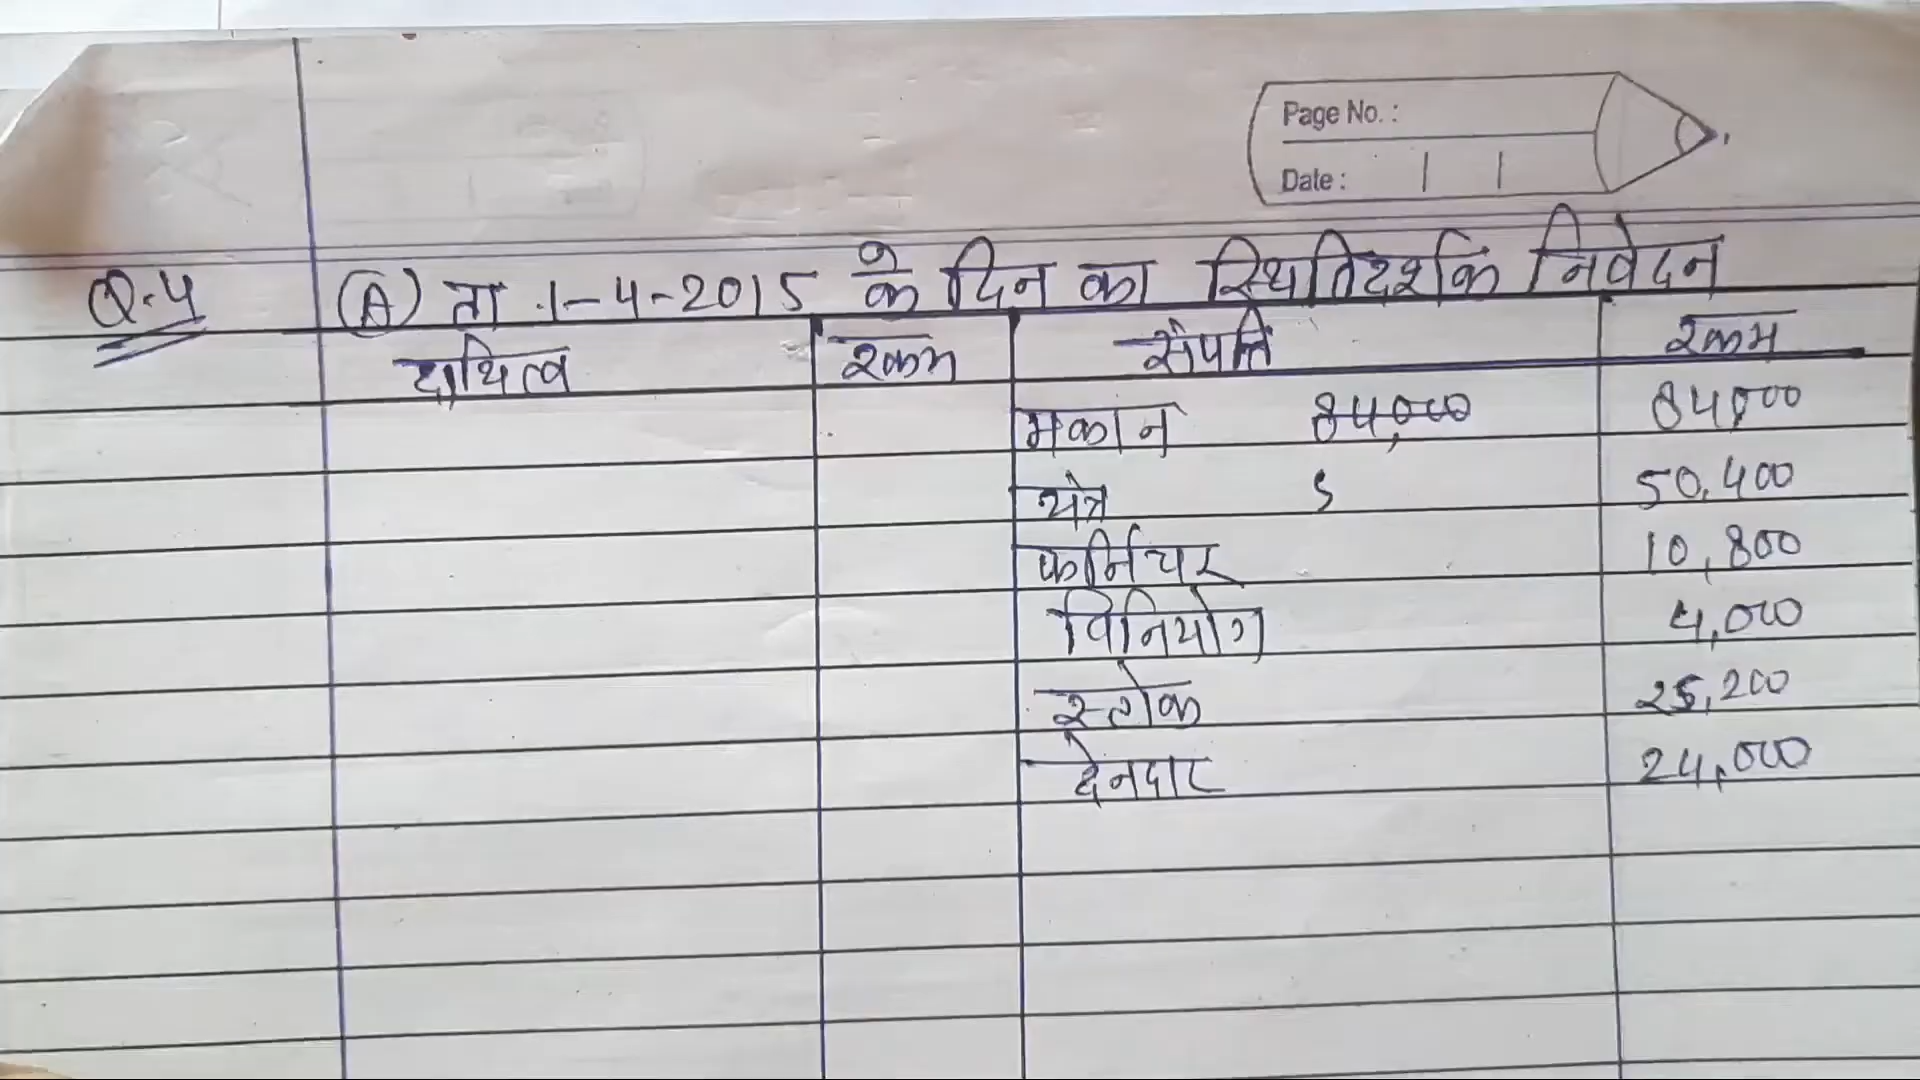 Page No. :
Date :
Q.4 (A) ता.1-4-2015 के दिन का स्थितिदर्शक निवेदन
दायित्व रकम संपत्ति रकम
मकान 84,000 84,000
यंत्र 5 50,400
फर्निचर 10,800
विनियोग 4,000
स्टोक 25,200
देनदार 24,000